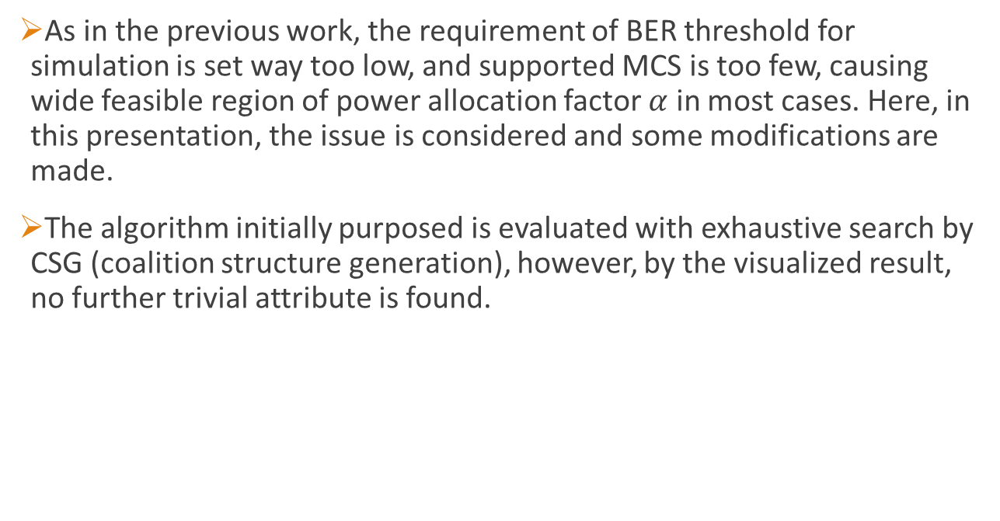 ➢As in the previous work, the requirement of BER threshold for
simulation is set way too low, and supported MCS is too few, causing
wide feasible region of power allocation factor 𝛼 in most cases. Here, in
this presentation, the issue is considered and some modifications are
made.
➢The algorithm initially purposed is evaluated with exhaustive search by
CSG (coalition structure generation), however, by the visualized result,
no further trivial attribute is found.